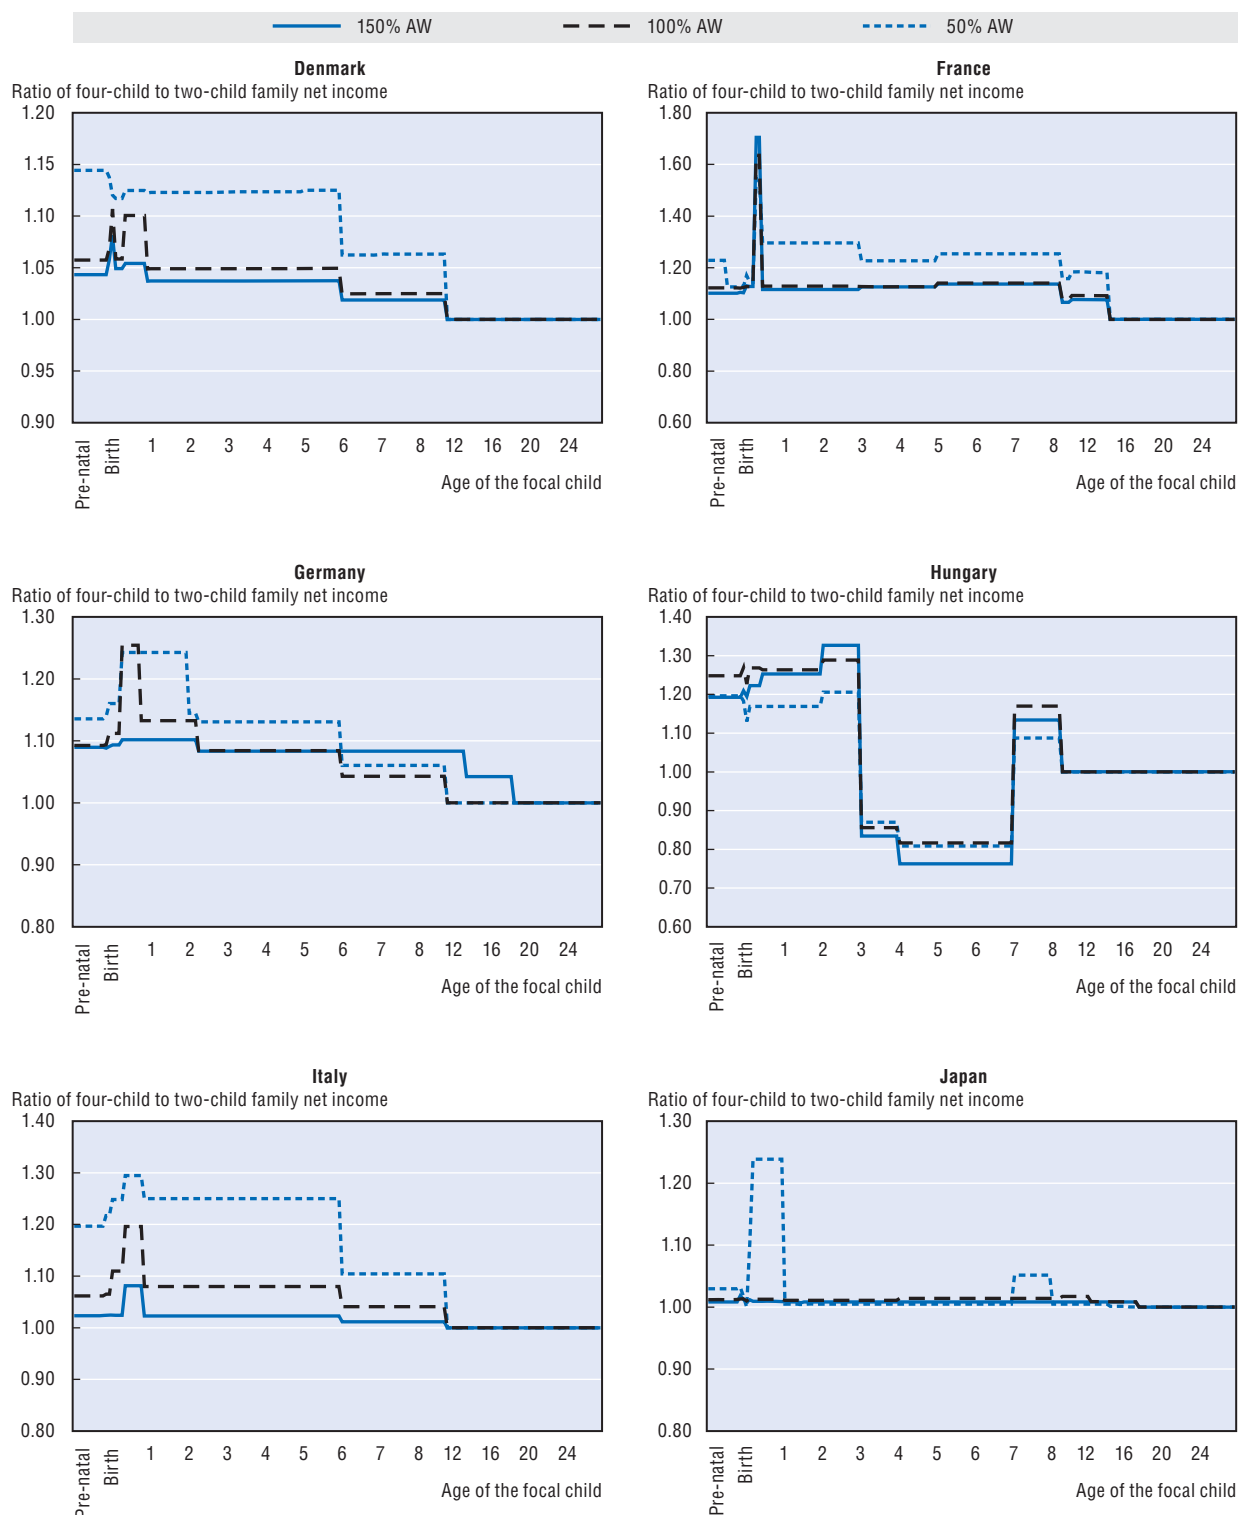 150% AW 100% AW 50% AW
Denmark
Ratio of four-child to two-child family net income
1.20
1.15
1.10
1.05
1.00
0.95
0.90
Pre-natal Birth 1 2 3 4 5 6 7 8 12 16 20 24
Age of the focal child
France
Ratio of four-child to two-child family net income
1.80
1.60
1.40
1.20
1.00
0.80
0.60
Pre-natal Birth 1 2 3 4 5 6 7 8 12 16 20 24
Age of the focal child
Germany
Ratio of four-child to two-child family net income
1.30
1.20
1.10
1.00
0.90
0.80
Pre-natal Birth 1 2 3 4 5 6 7 8 12 16 20 24
Age of the focal child
Hungary
Ratio of four-child to two-child family net income
1.40
1.30
1.20
1.10
1.00
0.90
0.80
0.70
0.60
Pre-natal Birth 1 2 3 4 5 6 7 8 12 16 20 24
Age of the focal child
Italy
Ratio of four-child to two-child family net income
1.40
1.30
1.20
1.10
1.00
0.90
0.80
Pre-natal Birth 1 2 3 4 5 6 7 8 12 16 20 24
Age of the focal child
Japan
Ratio of four-child to two-child family net income
1.30
1.20
1.10
1.00
0.90
0.80
Pre-natal Birth 1 2 3 4 5 6 7 8 12 16 20 24
Age of the focal child